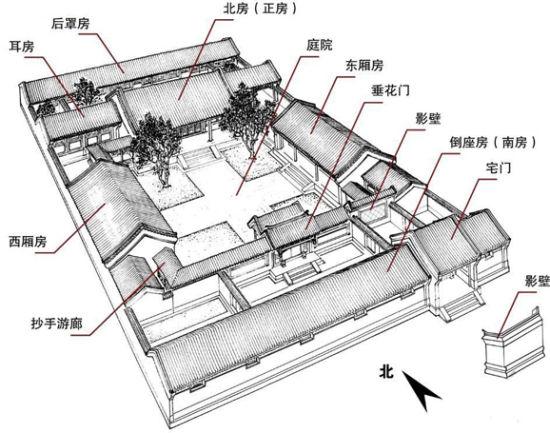 北房（正房）
后罩房
庭院
耳房
东厢房
垂花门
影壁
倒座房（南房）
宅门
西厢房
抄手游廊
影壁
北